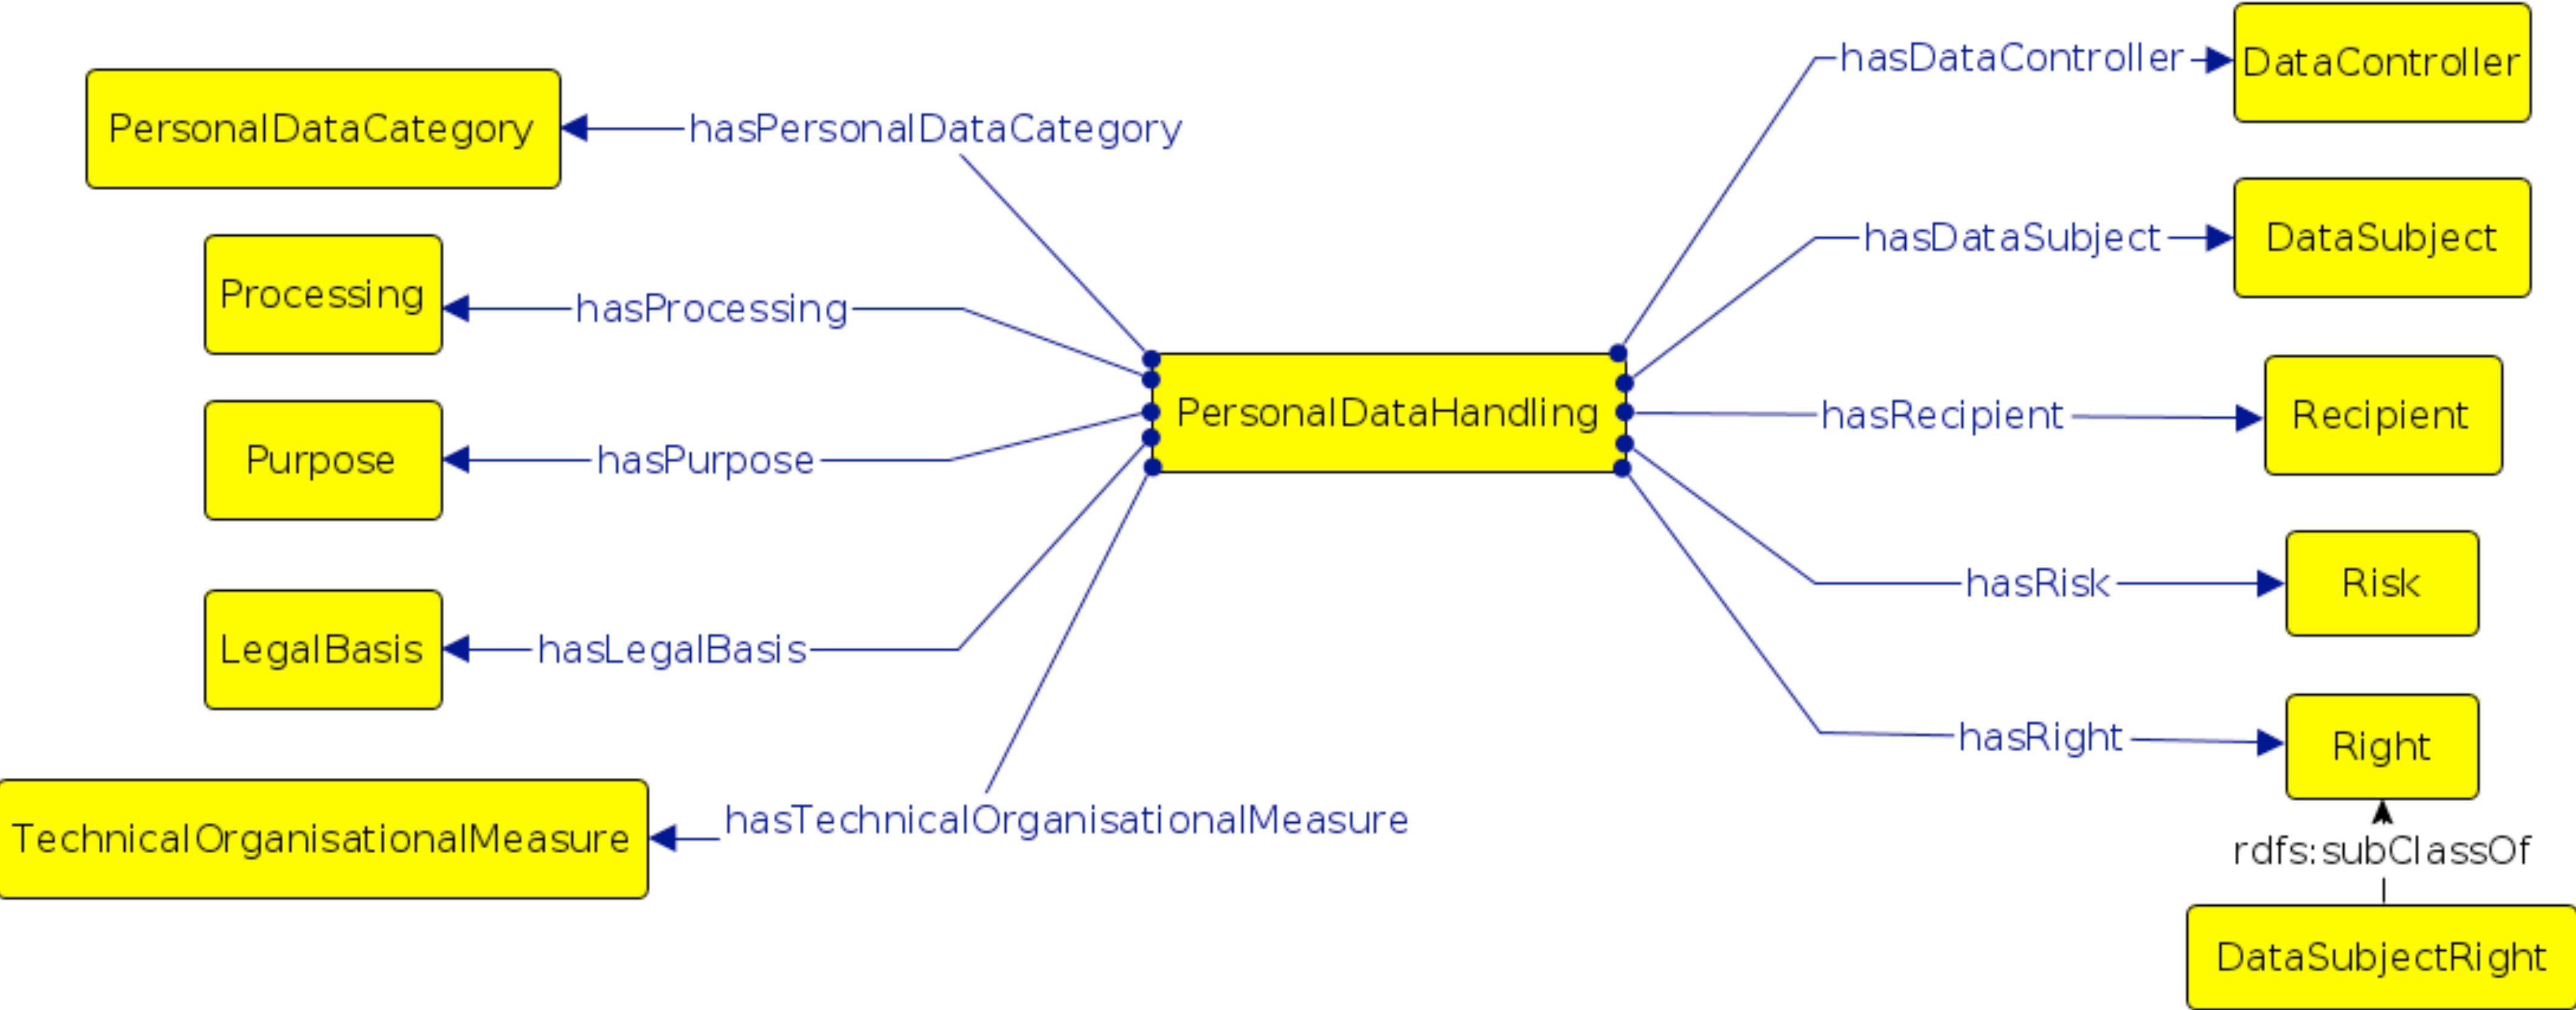 hasDataController
DataController
PersonalDataCategory
hasPersonalDataCategory
hasDataSubject
DataSubject
Processing
hasProcessing
PersonalDataHandling
hasRecipient
Recipient
Purpose
hasPurpose
hasRisk
Risk
LegalBasis
hasLegalBasis
hasRight
Right
TechnicalOrganisationalMeasure
hasTechnicalOrganisationalMeasure
rdfs:subClassOf
DataSubjectRight